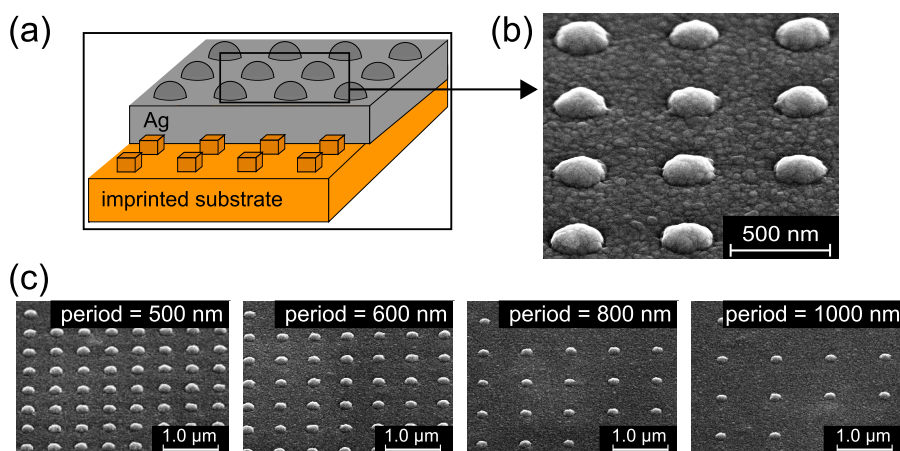 (a)
Ag
imprinted substrate
(b)
500 nm
(c)
period = 500 nm
1.0 µm
period = 600 nm
1.0 µm
period = 800 nm
1.0 µm
period = 1000 nm
1.0 µm